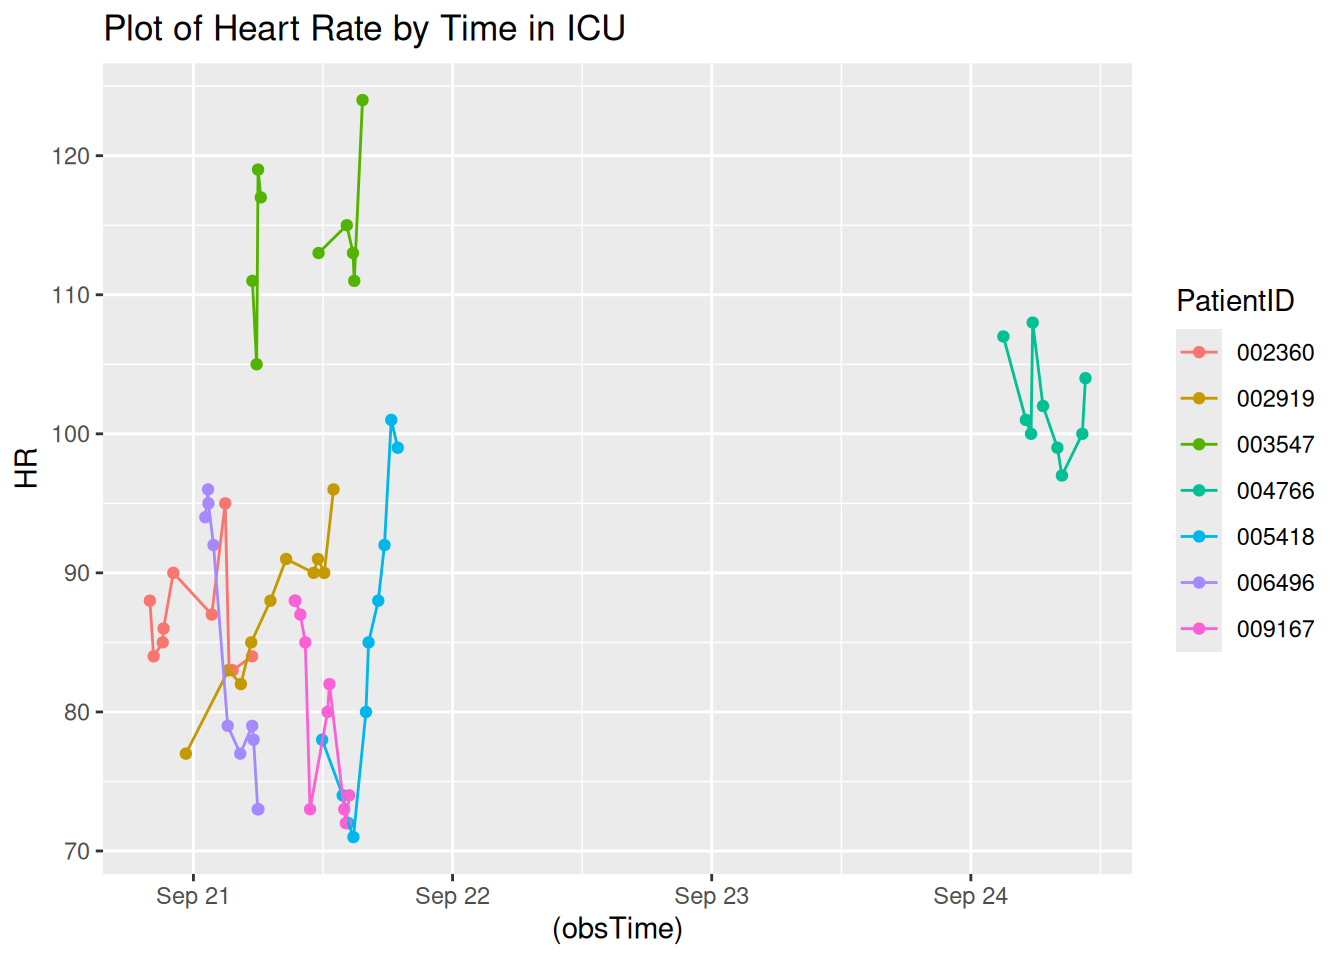 Plot of Heart Rate by Time in ICU
120
110
100
90
80
70
HR
Sep 21
Sep 22
Sep 23
Sep 24
(obsTime)
PatientID
002360
002919
003547
004766
005418
006496
009167